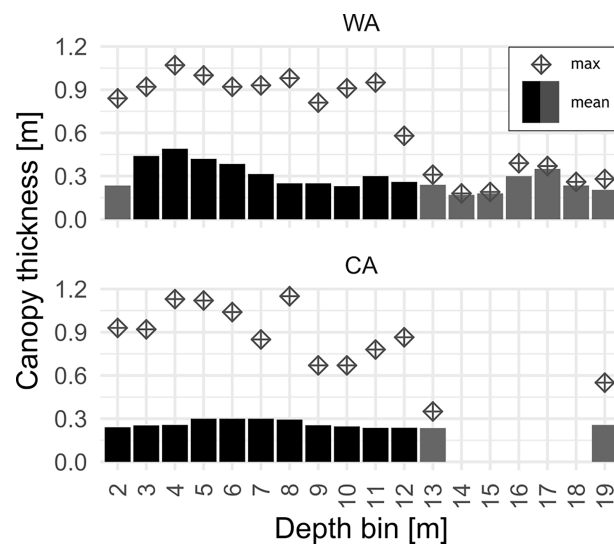 WA
Canopy thickness [m]
1.2
0.9
0.6
0.3
0.0
max
mean
CA
1.2
0.9
0.6
0.3
0.0
2 3 4 5 6 7 8 9 10 11 12 13 14 15 16 17 18 19
Depth bin [m]